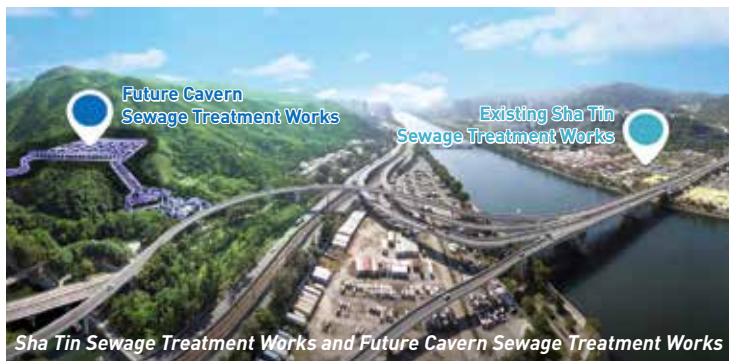 Future Cavern
Sewage Treatment Works
Existing Sha Tin
Sewage Treatment Works
Sha Tin Sewage Treatment Works and Future Cavern Sewage Treatment Works